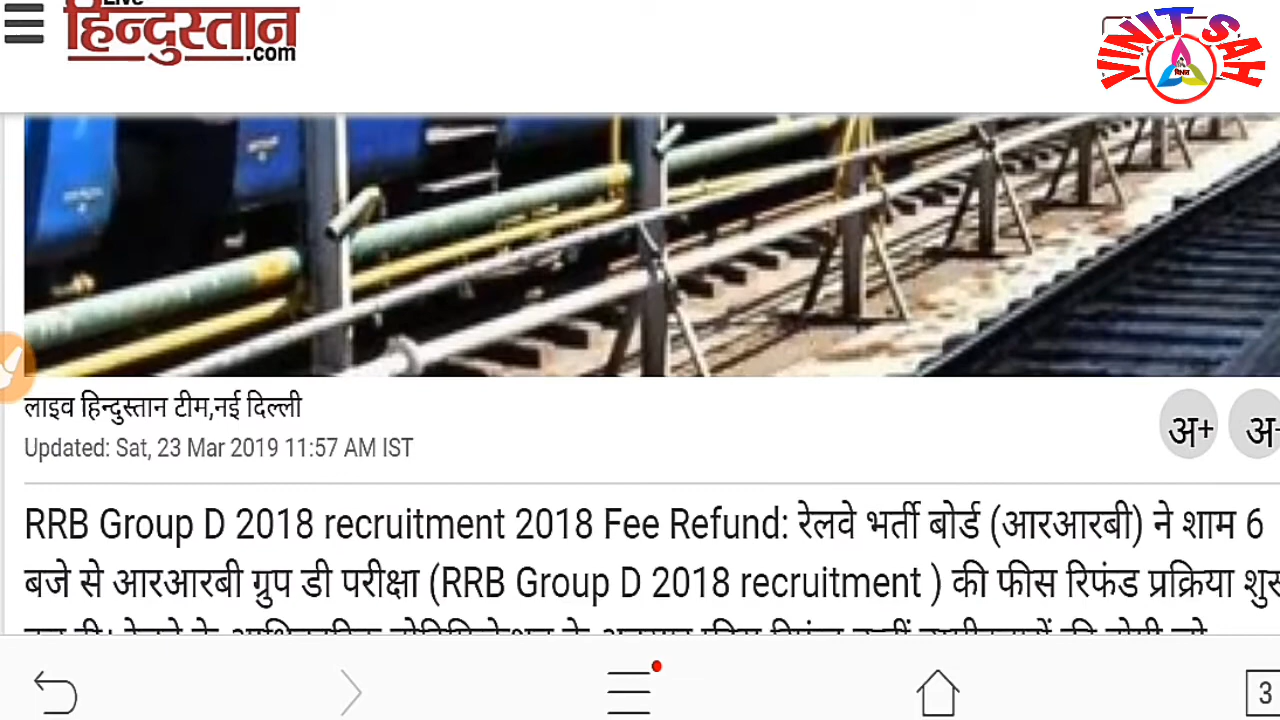 Live
हिन्दुस्तान
.com
VINIT SAH
लाइव हिन्दुस्तान टीम,नई दिल्ली
Updated: Sat, 23 Mar 2019 11:57 AM IST
अ+ अ-
RRB Group D 2018 recruitment 2018 Fee Refund: रेलवे भर्ती बोर्ड (आरआरबी) ने शाम 6
बजे से आरआरबी ग्रुप डी परीक्षा (RRB Group D 2018 recruitment ) की फीस रिफंड प्रक्रिया
3